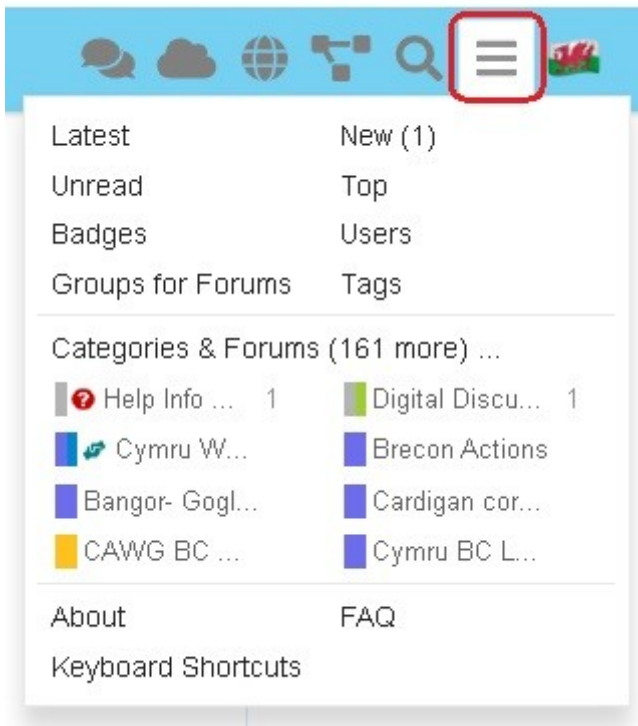 Latest New (1)
Unread Top
Badges Users
Groups for Forums Tags
Categories & Forums (161 more) ...
? Help Info ... 1 Digital Discu... 1
Cymru W... Brecon Actions
Bangor- Gogl... Cardigan cor...
CAWG BC ... Cymru BC L...
About FAQ
Keyboard Shortcuts